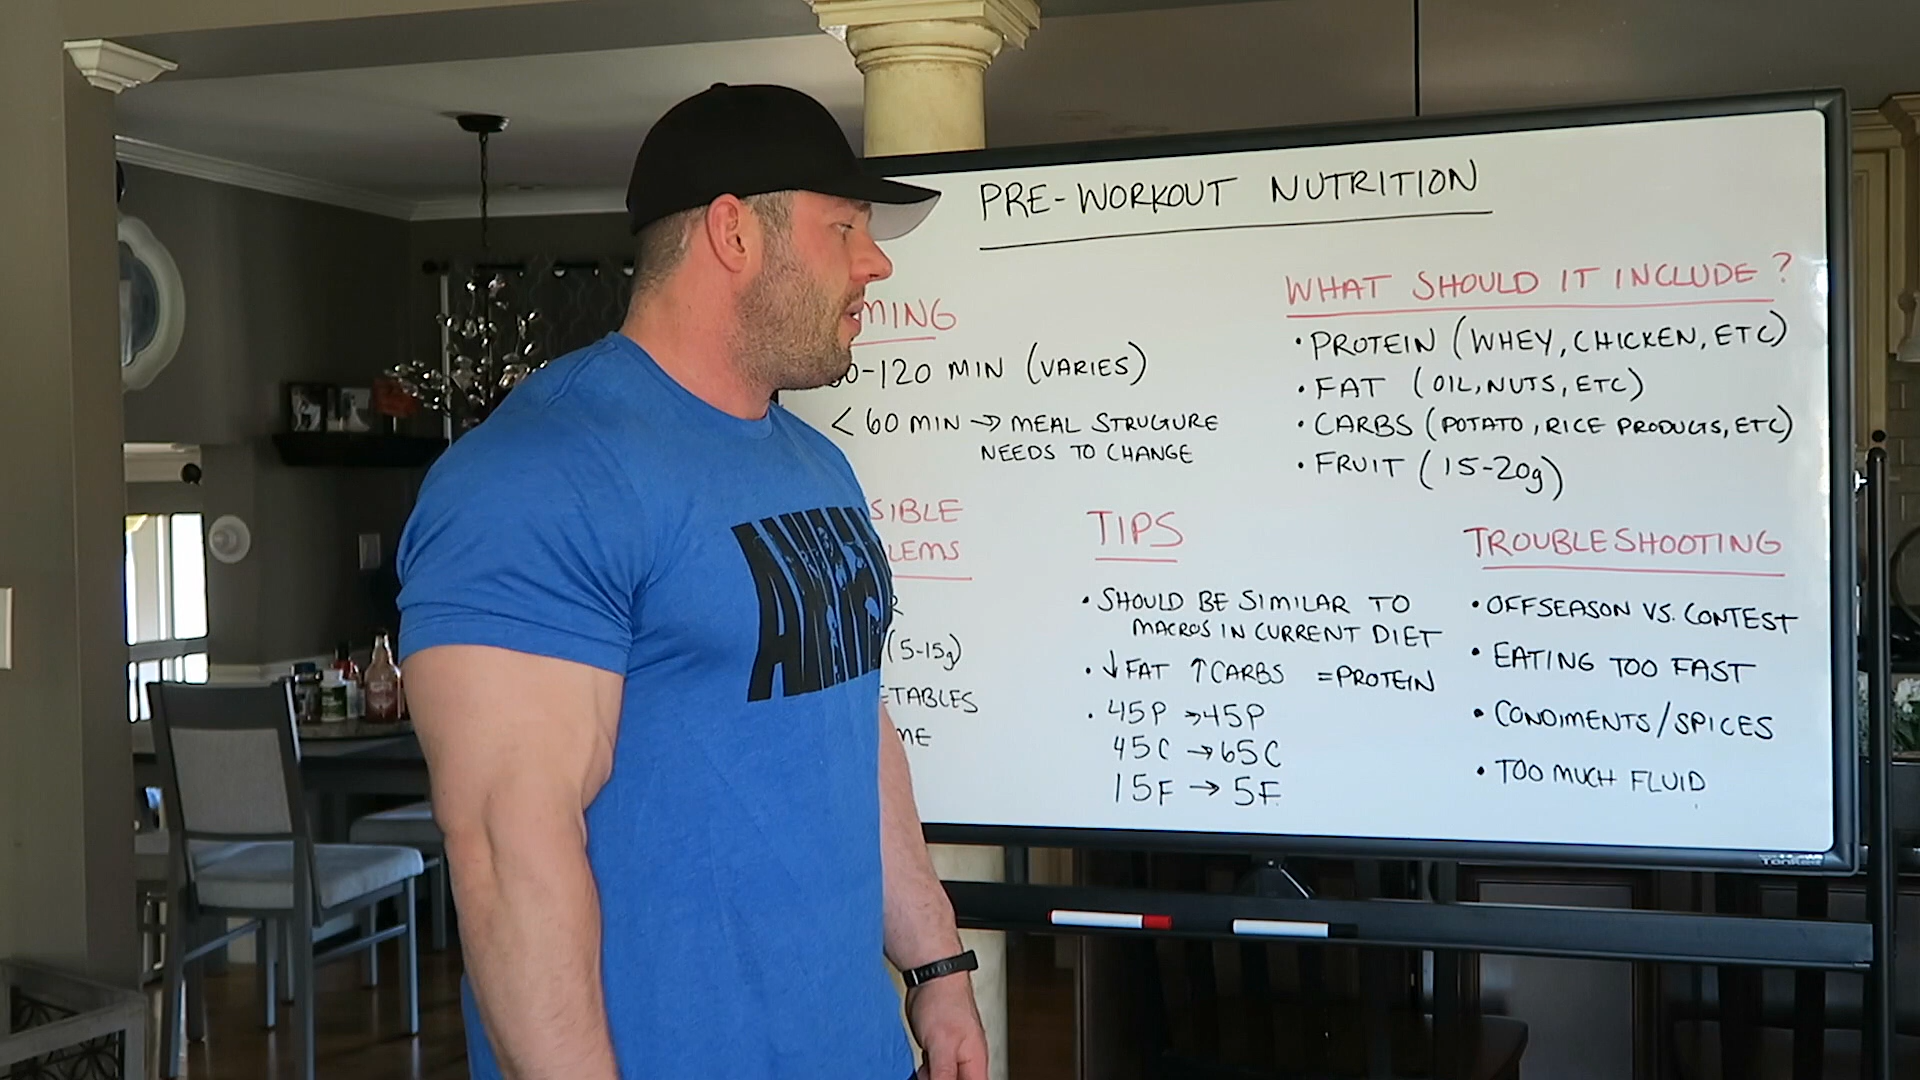 PRE-WORKOUT NUTRITION
MING
0-120 MIN (VARIES)
< 60 MIN → MEAL STRUCTURE
NEEDS TO CHANGE
WHAT SHOULD IT INCLUDE?
• PROTEIN (WHEY, CHICKEN, ETC)
• FAT (OIL, NUTS, ETC)
• CARBS (POTATO, RICE PRODUCTS, ETC)
• FRUIT (15-20g)
SIBLE
LEMS
R
(5-15g)
ETABLES
ME
TIPS
• SHOULD BE SIMILAR TO
MACROS IN CURRENT DIET
• ↓ FAT ↑ CARBS = PROTEIN
• 45P → 45P
45C → 65C
15F → 5F
TROUBLESHOOTING
• OFFSEASON VS. CONTEST
• EATING TOO FAST
• CONDIMENTS/SPICES
• TOO MUCH FLUID